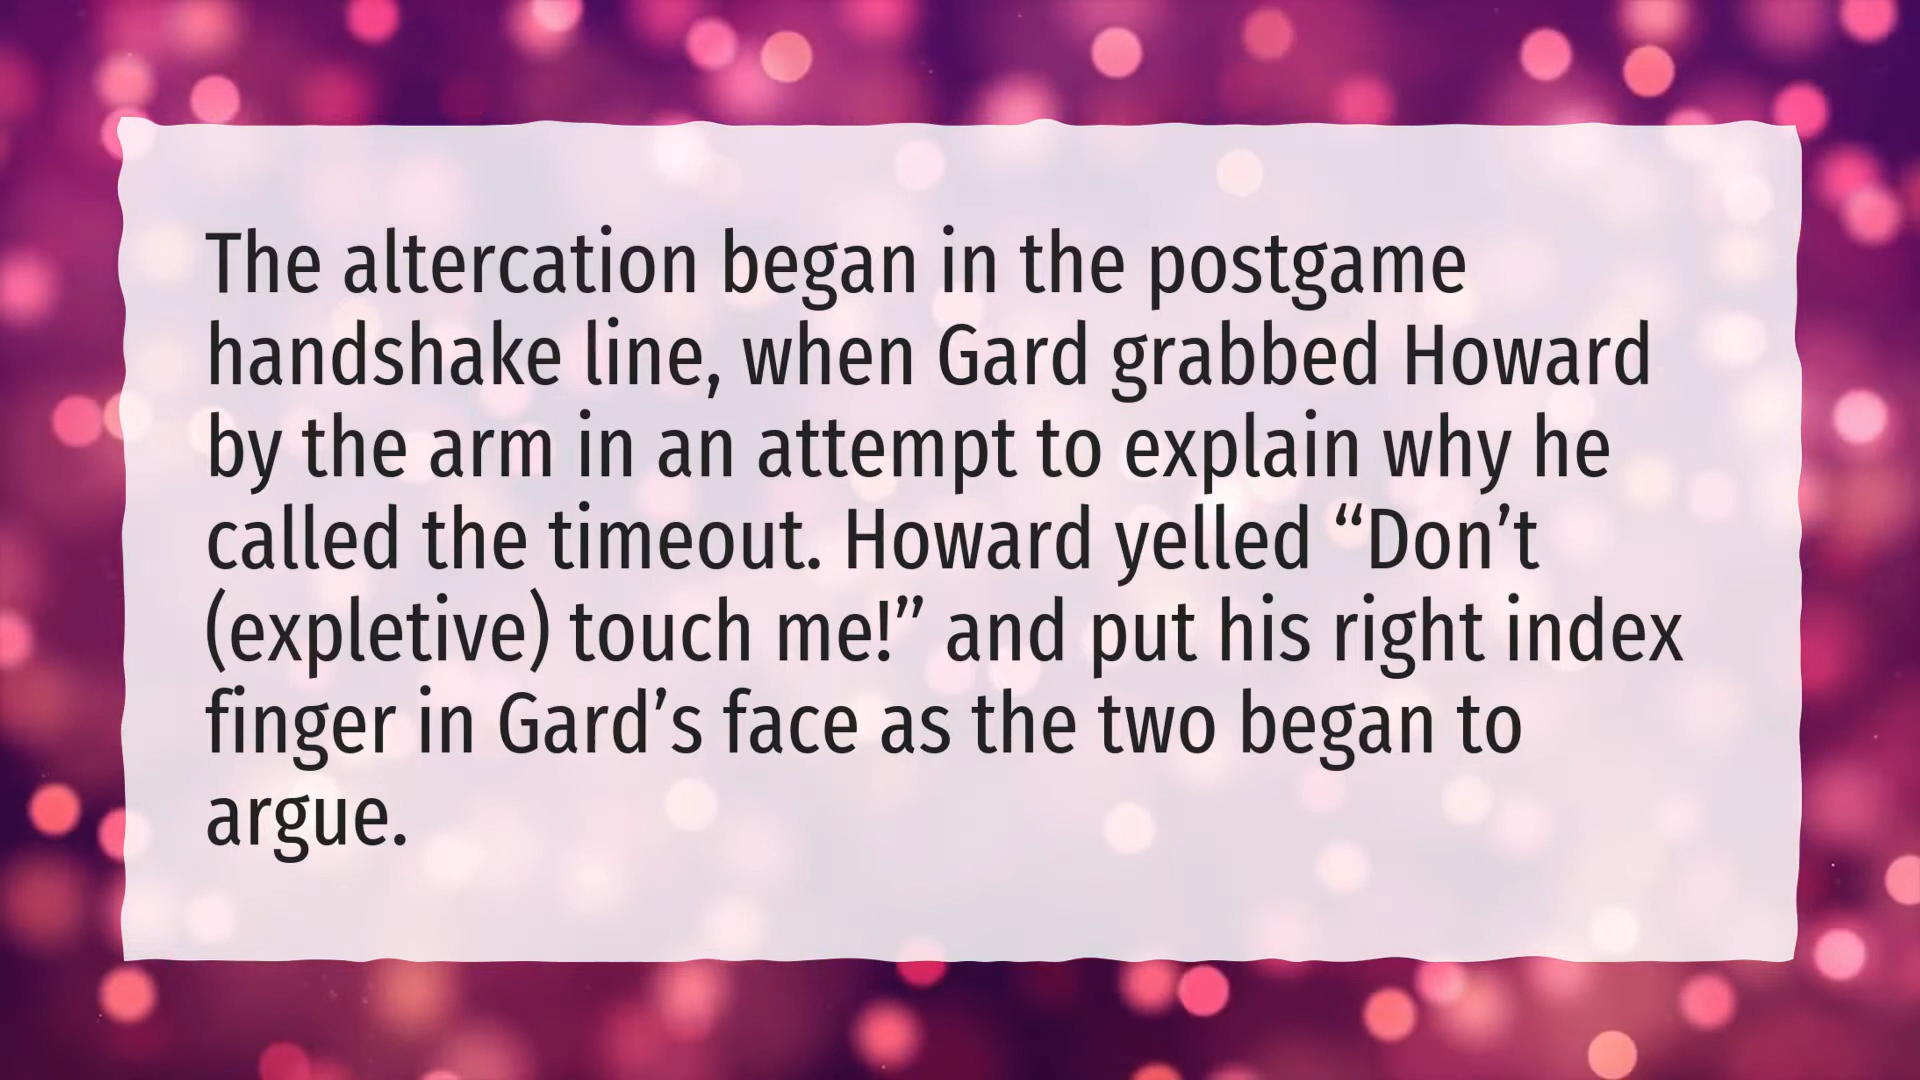 The altercation began in the postgame
handshake line, when Gard grabbed Howard
by the arm in an attempt to explain why he
called the timeout. Howard yelled “Don’t
(expletive) touch me!” and put his right index
finger in Gard’s face as the two began to
argue.